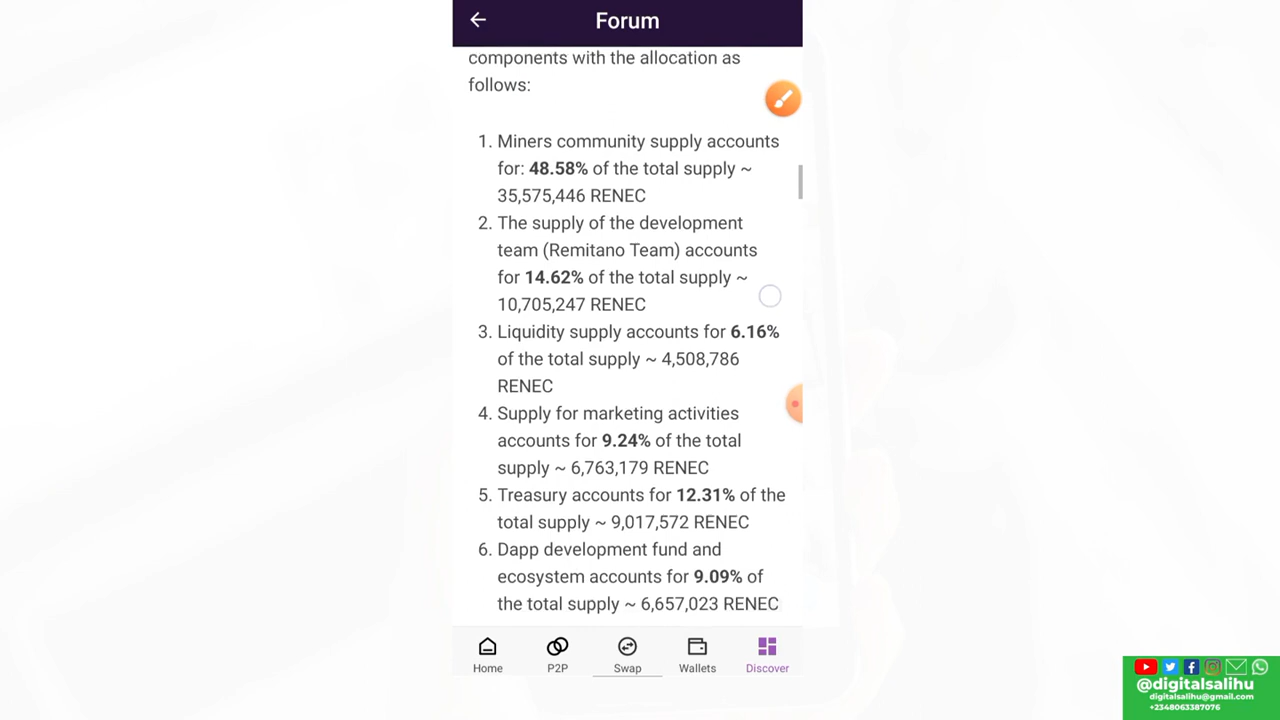 Forum
components with the allocation as
follows:
1. Miners community supply accounts
for: 48.58% of the total supply ~
35,575,446 RENEC
2. The supply of the development
team (Remitano Team) accounts
for 14.62% of the total supply ~
10,705,247 RENEC
3. Liquidity supply accounts for 6.16%
of the total supply ~ 4,508,786
RENEC
4. Supply for marketing activities
accounts for 9.24% of the total
supply ~ 6,763,179 RENEC
5. Treasury accounts for 12.31% of the
total supply ~ 9,017,572 RENEC
6. Dapp development fund and
ecosystem accounts for 9.09% of
the total supply ~ 6,657,023 RENEC
Home P2P Swap Wallets Discover
@digitalsalihu
digitalsalihu@gmail.com
+2348063387076